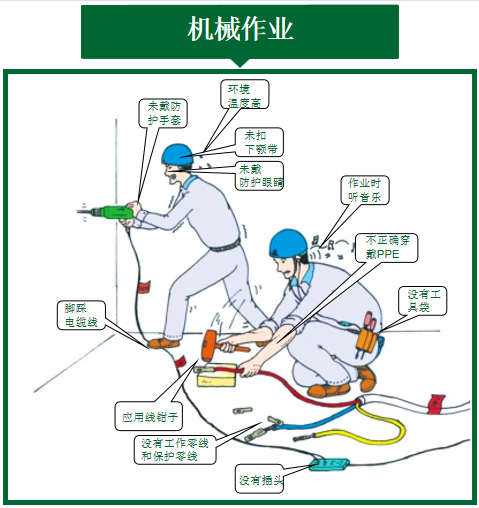 机械作业
环境
温度高
未戴防
护手套
未扣
下颚带
未戴
防护眼睛
作业时
听音乐
不正确穿
戴PPE
没有工
具袋
脚踩
电缆线
应用线钳子
没有工作零线
和保护零线
没有插头